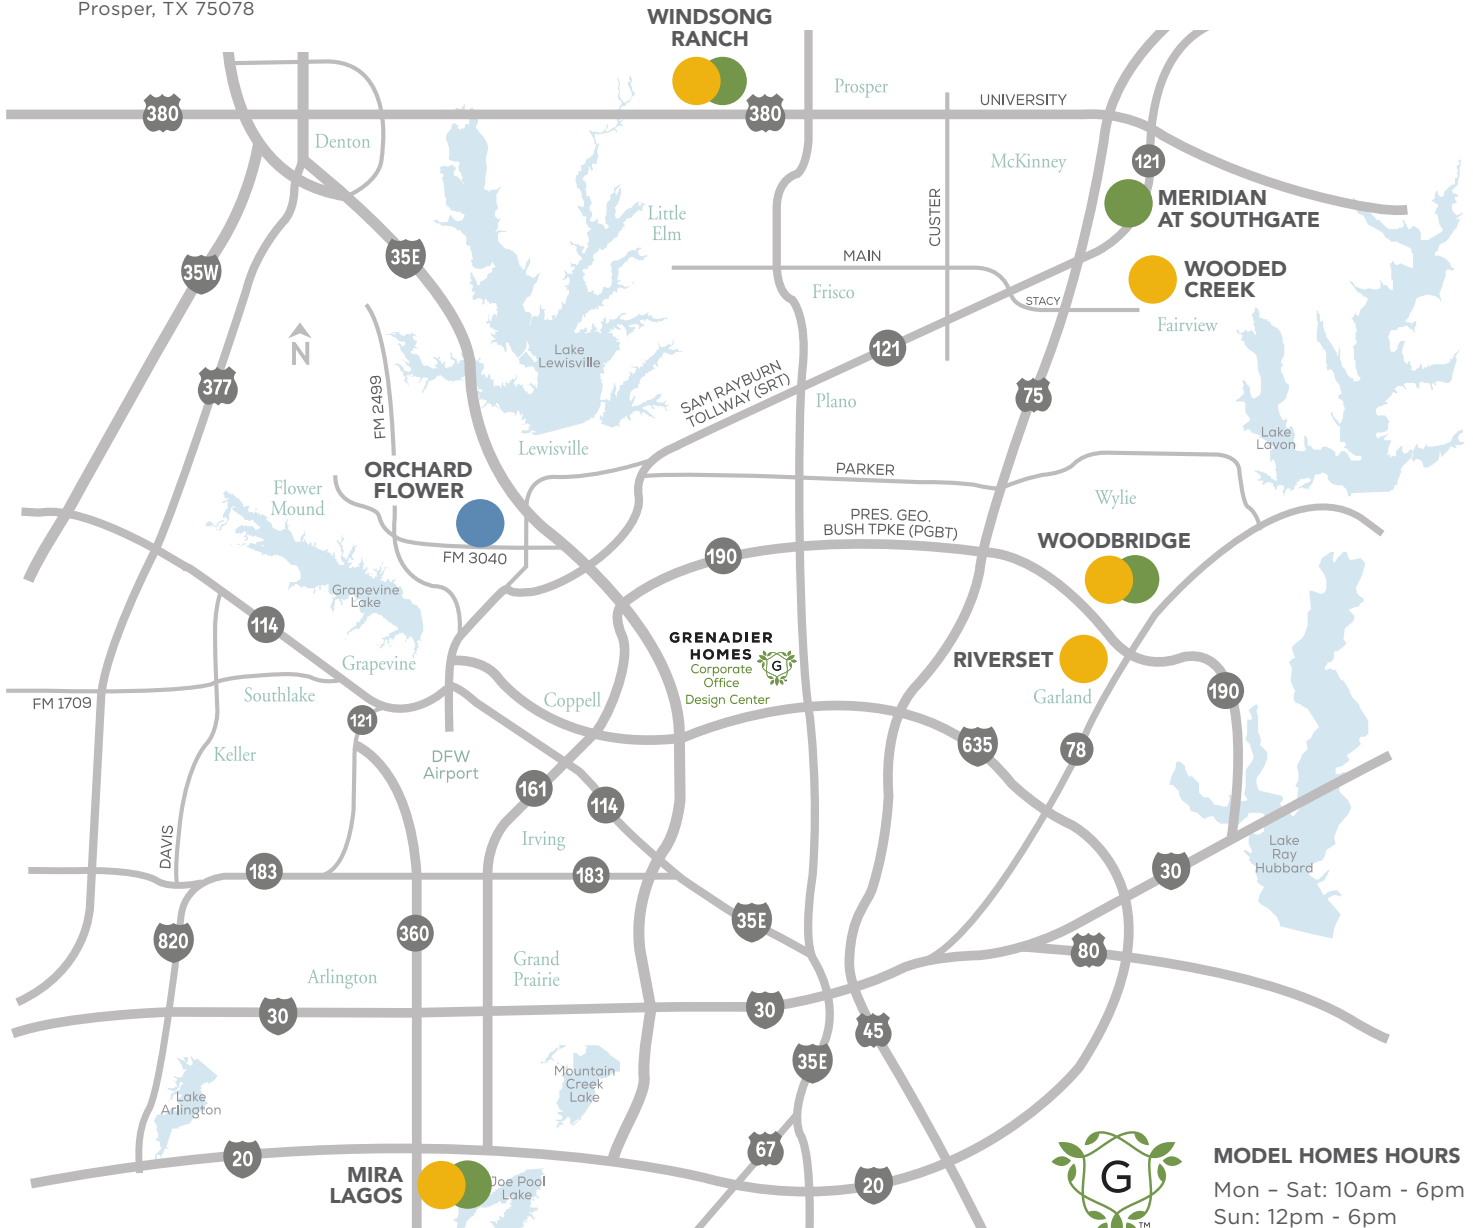 Prosper, TX 75078
WINDSONG
RANCH
380
380
Prosper
UNIVERSITY
Denton
McKinney
121
MERIDIAN
AT SOUTHGATE
Little
Elm
CUSTER
35W
35E
MAIN
WOODED
CREEK
Frisco
STACY
Fairview
N
Lake
Lewisville
121
377
FM 2499
SAM RAYBURN
TOLLWAY (SRT)
Plano
75
Lake
Lavon
Lewisville
ORCHARD
FLOWER
PARKER
Flower
Mound
Wylie
PRES. GEO.
BUSH TPKE (PGBT)
FM 3040
190
WOODBRIDGE
Grapevine
Lake
114
GRENADIER
HOMES
Corporate
Office
Design Center
G
RIVERSET
Grapevine
Southlake
FM 1709
Coppell
Garland
190
121
Keller
DFW
Airport
635
78
161
114
Irving
DAVIS
183
183
Lake
Ray
Hubbard
30
820
360
35E
80
Arlington
Grand
Prairie
30
30
45
35E
Mountain
Creek
Lake
Lake
Arlington
20
67
20
MIRA
LAGOS
Joe Pool
Lake
G
TM
MODEL HOMES HOURS
Mon – Sat: 10am - 6pm
Sun: 12pm - 6pm